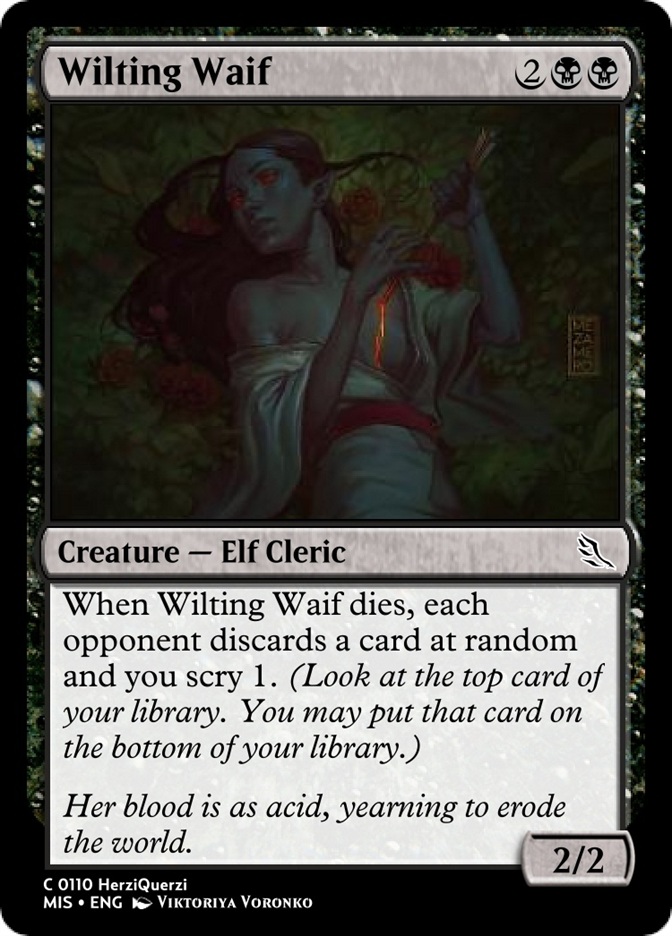 Wilting Waif 2
MEZAMERO
Creature — Elf Cleric
When Wilting Waif dies, each
opponent discards a card at random
and you scry 1. (Look at the top card of
your library. You may put that card on
the bottom of your library.)
Her blood is as acid, yearning to erode
the world.
2/2
C 0110 HerziQuerzi
MIS • ENG Viktoriya Voronko